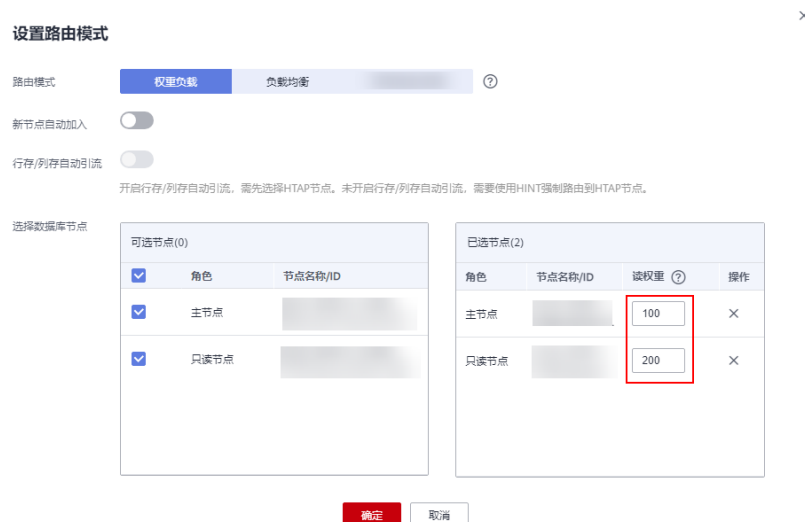 设置路由模式
路由模式 权重负载 负载均衡
新节点自动加入
行存/列存自动引流
开启行存/列存自动引流，需先选择HTAP节点。未开启行存/列存自动引流，需要使用HINT强制路由到HTAP节点。
选择数据库节点
可选节点(0)
角色 节点名称/ID
主节点
只读节点
已选节点(2)
角色 节点名称/ID 读权重 操作
主节点 100
只读节点 200
确定 取消